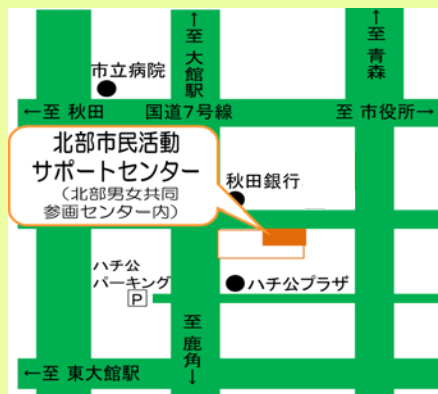 ↑至 大館駅
↑至 青森
市立病院
←至 秋田
国道7号線
至 市役所→
北部市民活動
サポートセンター
(北部男女共同
参画センター内)
秋田銀行
ハチ公
パーキング
P
ハチ公プラザ
至 鹿角↓
←至 東大館駅